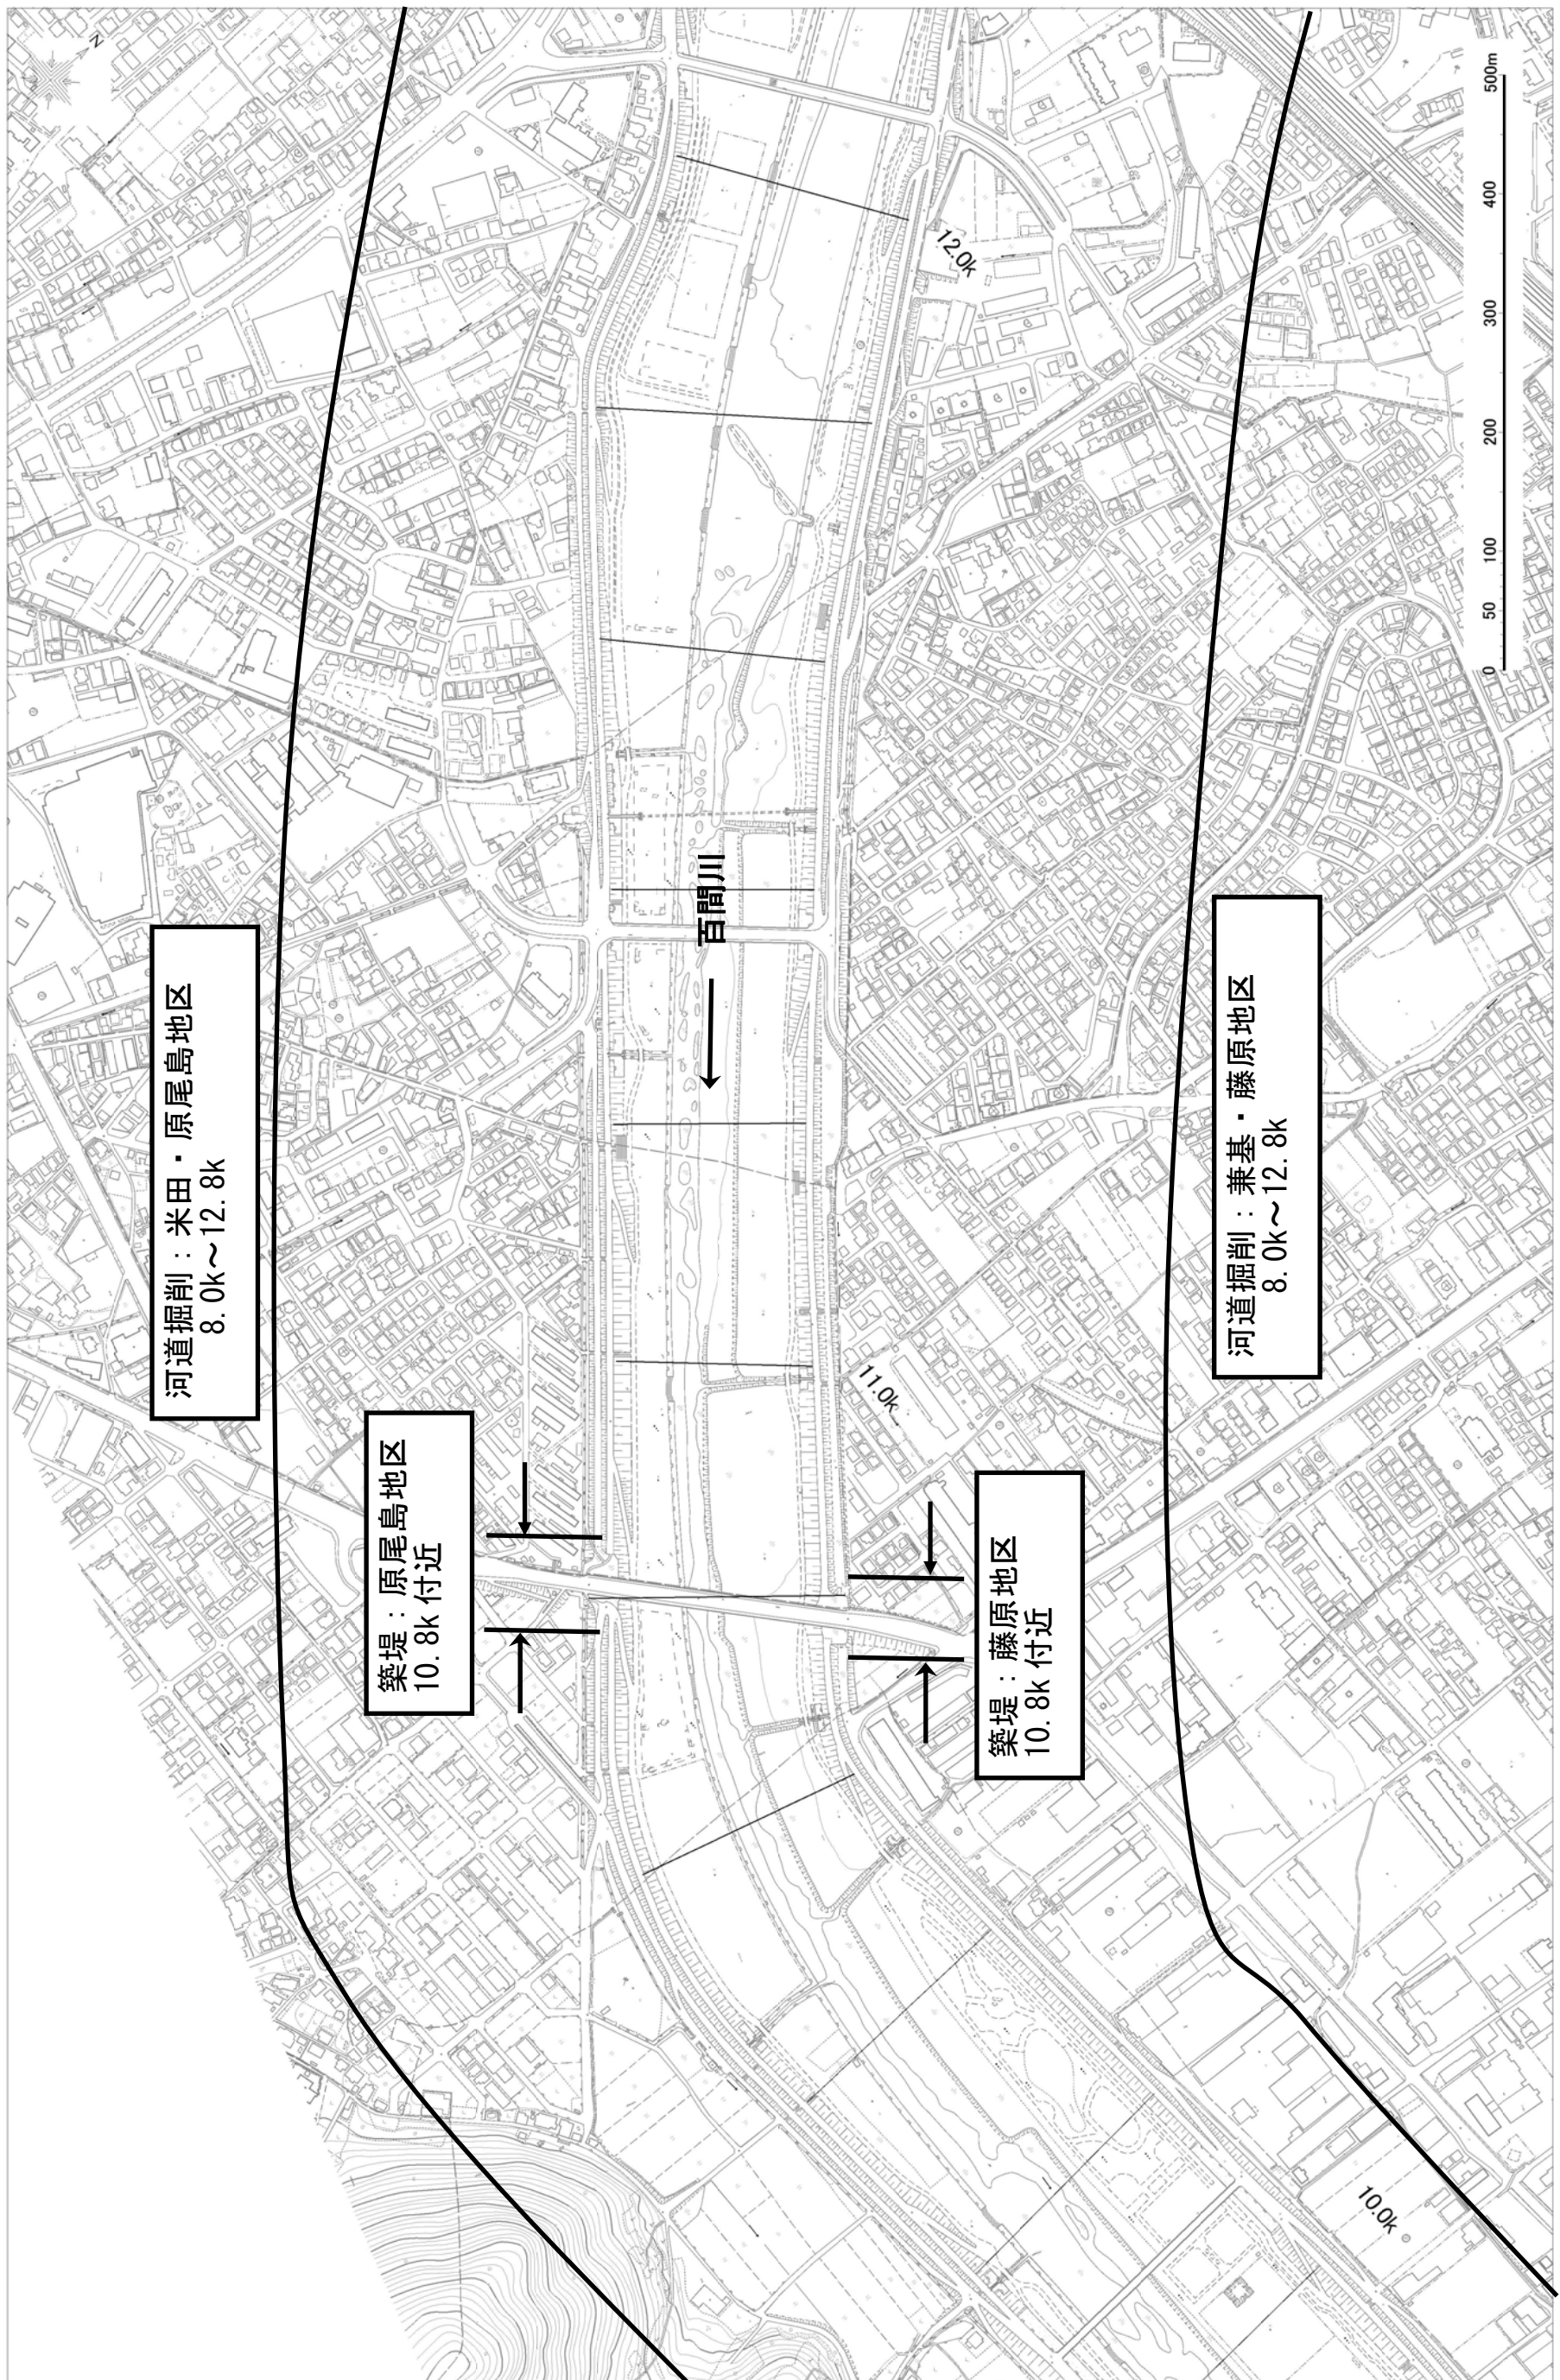 河道掘削：米田・原尾島地区
8.0k～12.8k
築堤：原尾島地区
10.8k 付近
百間川
12.0k
11.0k
10.0k
築堤：藤原地区
10.8k 付近
河道掘削：兼基・藤原地区
8.0k～12.8k
N
0 50 100 200 300 400 500m